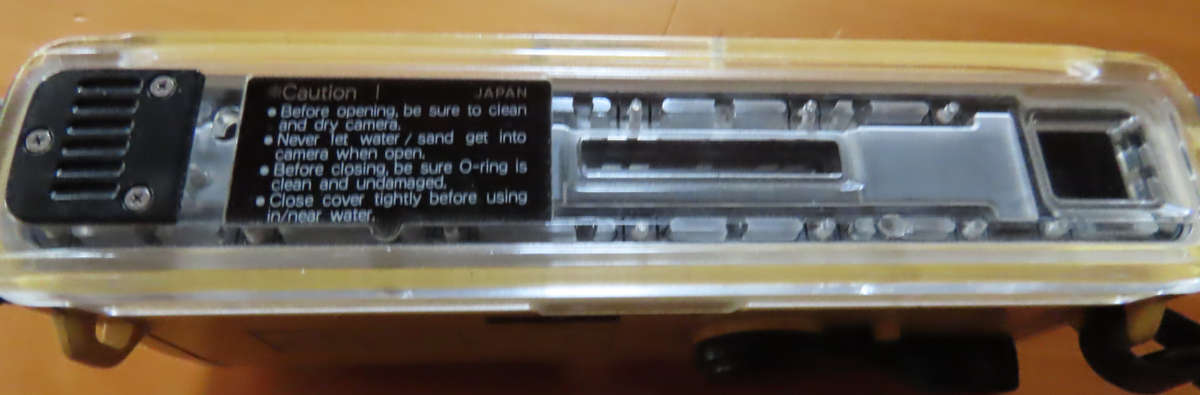 ※Caution !
JAPAN
• Before opening, be sure to clean
and dry camera.
• Never let water / sand get into
camera when open.
• Before closing, be sure O-ring is
clean and undamaged.
• Close cover tightly before using
in/near water.